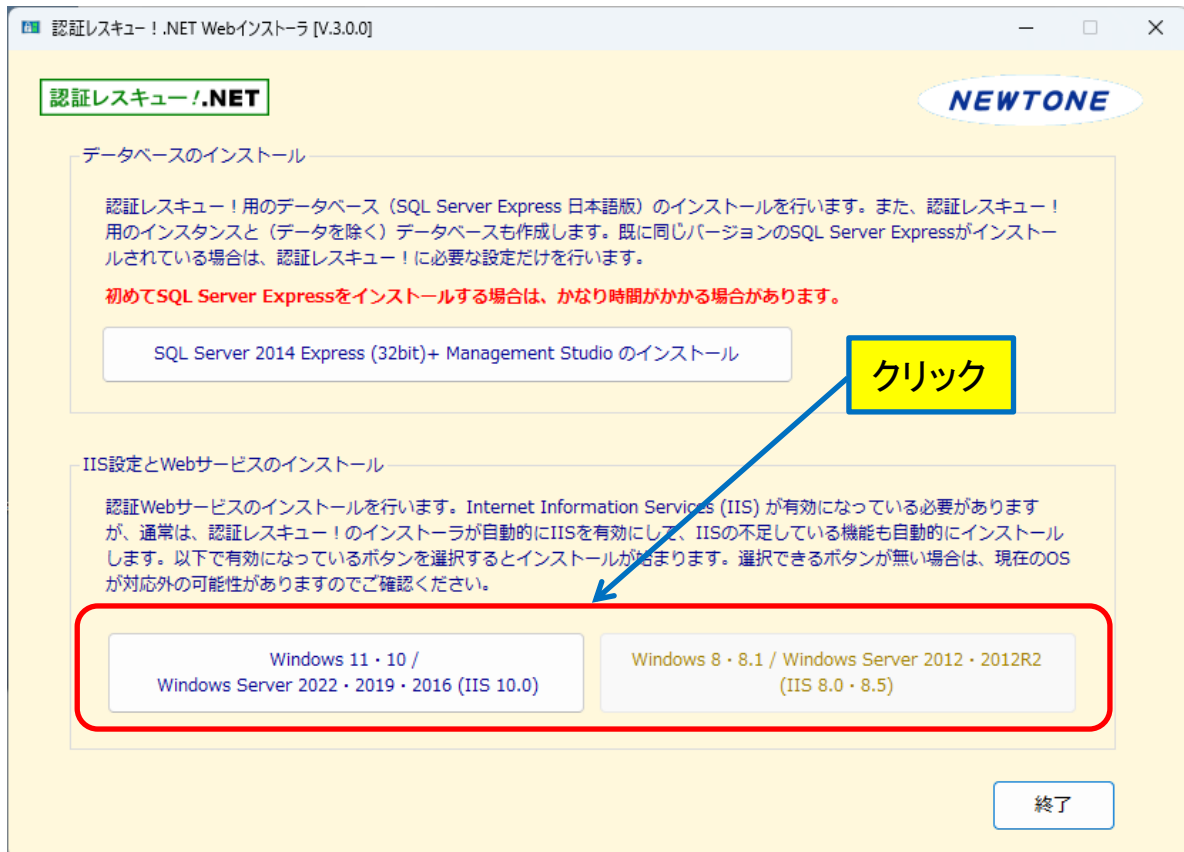 認証レスキュー！.NET Webインストーラ [V.3.0.0]
認証レスキュー！.NET
NEWTONE
データベースのインストール
認証レスキュー！用のデータベース（SQL Server Express 日本語版）のインストールを行います。また、認証レスキュー！
用のインスタンスと（データを除く）データベースも作成します。既に同じバージョンのSQL Server Expressがインストー
ルされている場合は、認証レスキュー！に必要な設定だけを行います。
初めてSQL Server Expressをインストールする場合は、かなり時間がかかる場合があります。
SQL Server 2014 Express (32bit)+ Management Studio のインストール
クリック
IIS設定とWebサービスのインストール
認証Webサービスのインストールを行います。Internet Information Services (IIS) が有効になっている必要があります
が、通常は、認証レスキュー！のインストーラが自動的にIISを有効にして、IISの不足している機能も自動的にインストール
します。以下で有効になっているボタンを選択するとインストールが始まります。選択できるボタンが無い場合は、現在のOS
が対応外の可能性がありますのでご確認ください。
Windows 11・10 /
Windows Server 2022・2019・2016 (IIS 10.0)
Windows 8・8.1 / Windows Server 2012・2012R2
(IIS 8.0・8.5)
終了